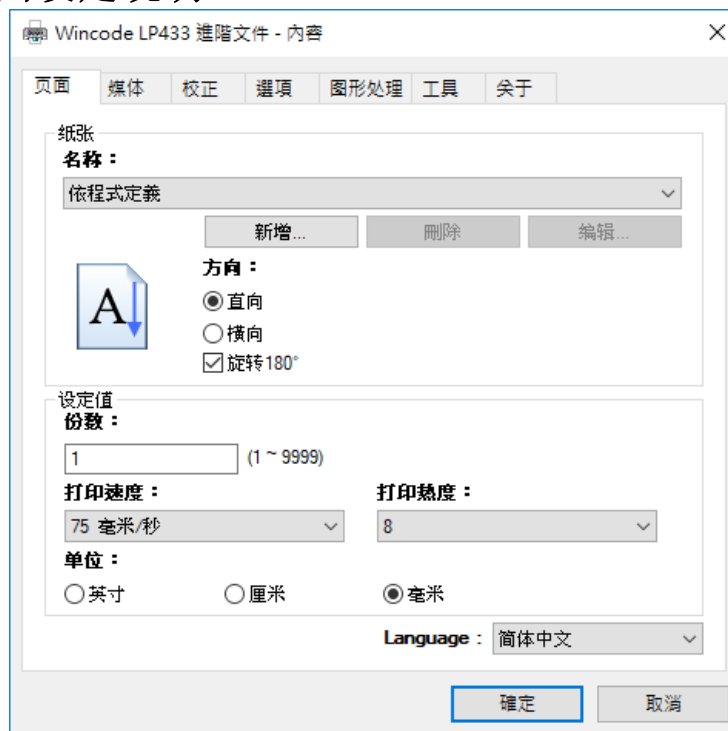 Wincode LP433 進階文件 - 內容
页面 媒体 校正 選項 图形处理 工具 关于
纸张
名称：
依程式定義
新增... 刪除 编辑...
方向：
A
直向
橫向
旋转180°
设定值
份数：
1 (1 ~ 9999)
打印速度： 打印热度：
75 毫米/秒 8
单位：
英寸 厘米 毫米
Language : 简体中文
確定 取消